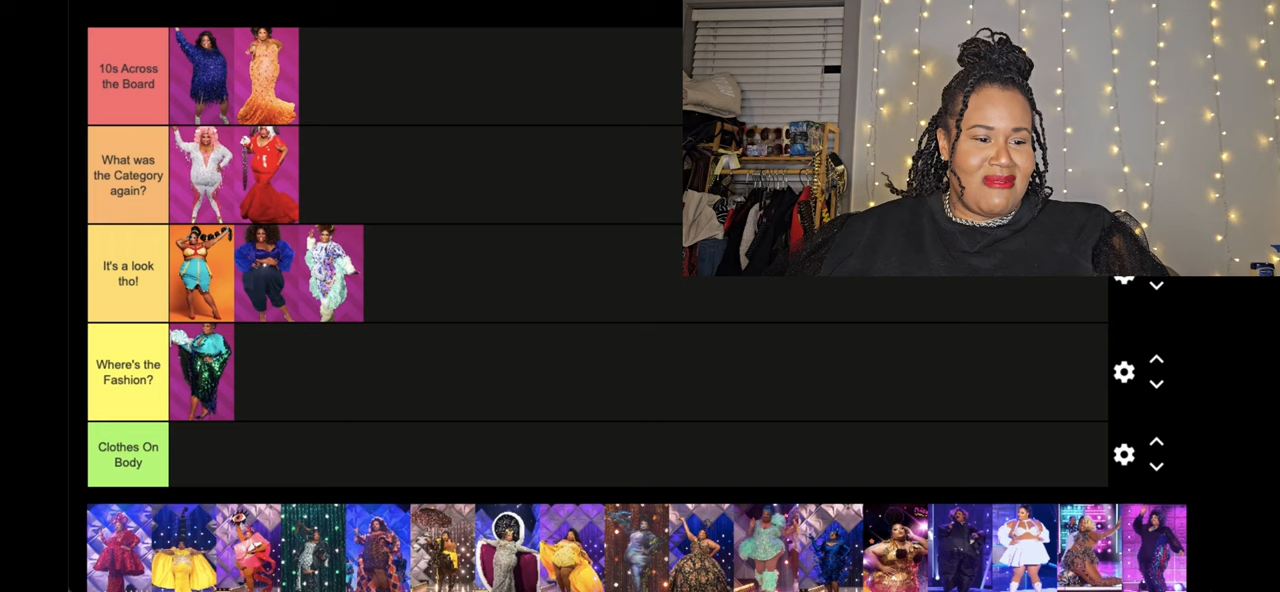 10s Across
the Board
What was
the Category
again?
It's a look
tho!
Where's the
Fashion?
Clothes On
Body